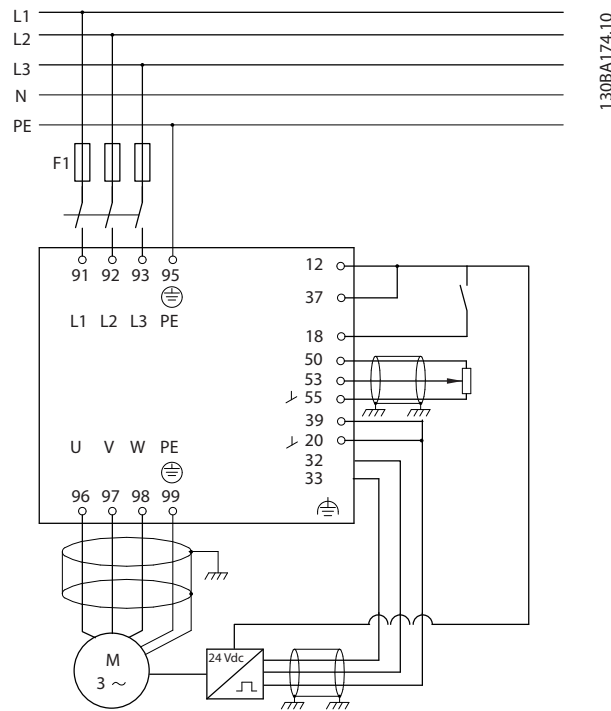 L1
L2
L3
N
PE
130BA174.10
F1
91 92 93 95
L1 L2 L3 PE
12
37
18
50
53
55
39
20
32
33
U V W PE
96 97 98 99
M
3 ~
24 Vdc